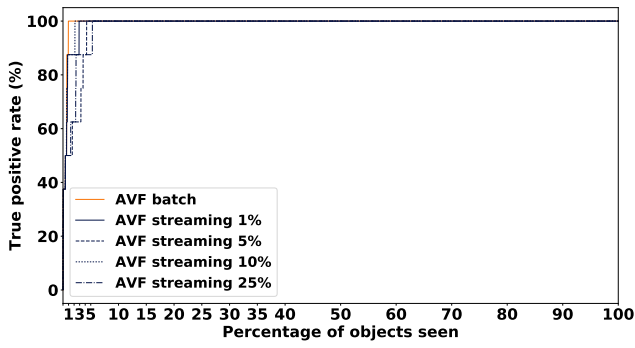 100
80
60
40
20
0
True positive rate (%)
AVF batch
AVF streaming 1%
AVF streaming 5%
AVF streaming 10%
AVF streaming 25%
1 3 5 10 15 20 25 30 35 40 50 60 70 80 90 100
Percentage of objects seen